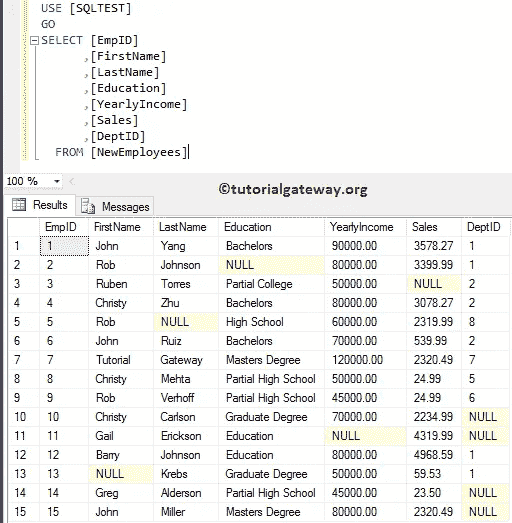 USE [SQLTEST]
GO
SELECT [EmpID]
,[FirstName]
,[LastName]
,[Education]
,[YearlyIncome]
,[Sales]
,[DeptID]
FROM [NewEmployees]
100 %
©tutorialgateway.org
Results Messages
EmpID FirstName LastName Education YearlyIncome Sales DeptID
1 1 John Yang Bachelors 90000.00 3578.27 1
2 2 Rob Johnson NULL 80000.00 3399.99 1
3 3 Ruben Torres Partial College 50000.00 NULL 2
4 4 Christy Zhu Bachelors 80000.00 3078.27 2
5 5 Rob NULL High School 60000.00 2319.99 8
6 6 John Ruiz Bachelors 70000.00 539.99 2
7 7 Tutorial Gateway Masters Degree 120000.00 2320.49 7
8 8 Christy Mehta Partial High School 50000.00 24.99 5
9 9 Rob Verhoff Partial High School 45000.00 24.99 6
10 10 Christy Carlson Graduate Degree 70000.00 2234.99 NULL
11 11 Gail Erickson Education NULL 4319.99 NULL
12 12 Barry Johnson Education 80000.00 4968.59 1
13 13 NULL Krebs Graduate Degree 50000.00 59.53 1
14 14 Greg Alderson Partial High School 45000.00 23.50 NULL
15 15 John Miller Masters Degree 80000.00 2320.49 NULL